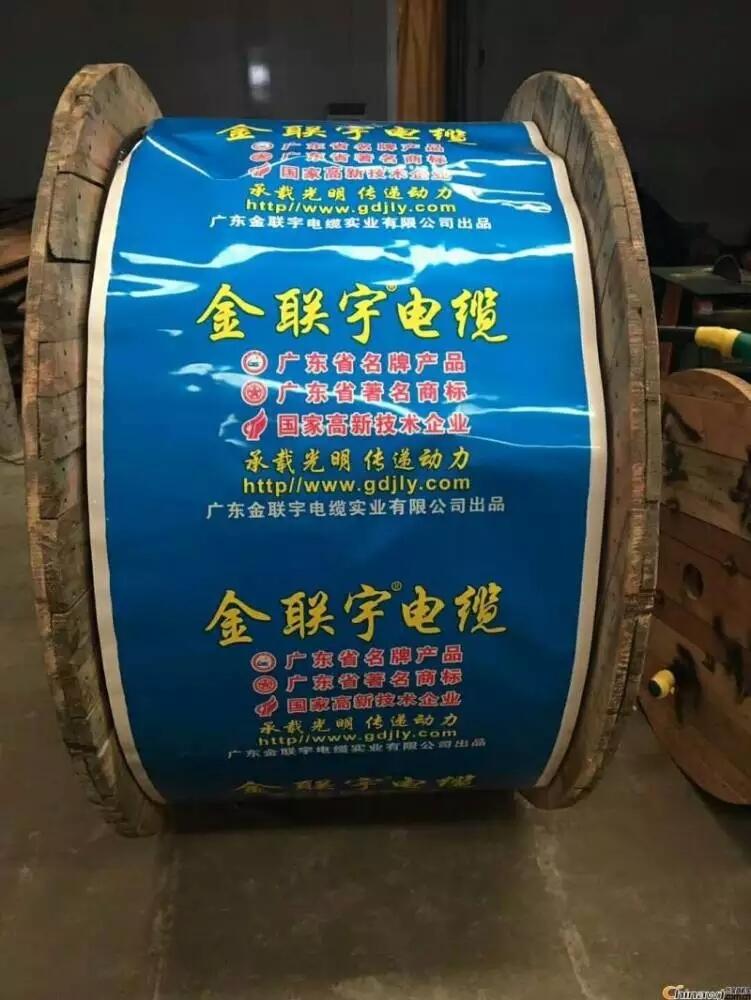 金联宇电缆
广东省名牌产品
广东省著名商标
国家高新技术企业
承载光明 传递动力
http//www.gdjly.com
广东金联宇电缆实业有限公司出品
金联宇®电缆
广东省名牌产品
广东省著名商标
国家高新技术企业
承载光明 传递动力
http//www.gdjly.com
广东金联宇电缆实业有限公司出品
金联宇®电缆
广东省名牌产品
广东省著名商标
国家高新技术企业
承载光明 传递动力
http//www.gdjly.com
广东金联宇电缆实业有限公司出品
金联宇电缆